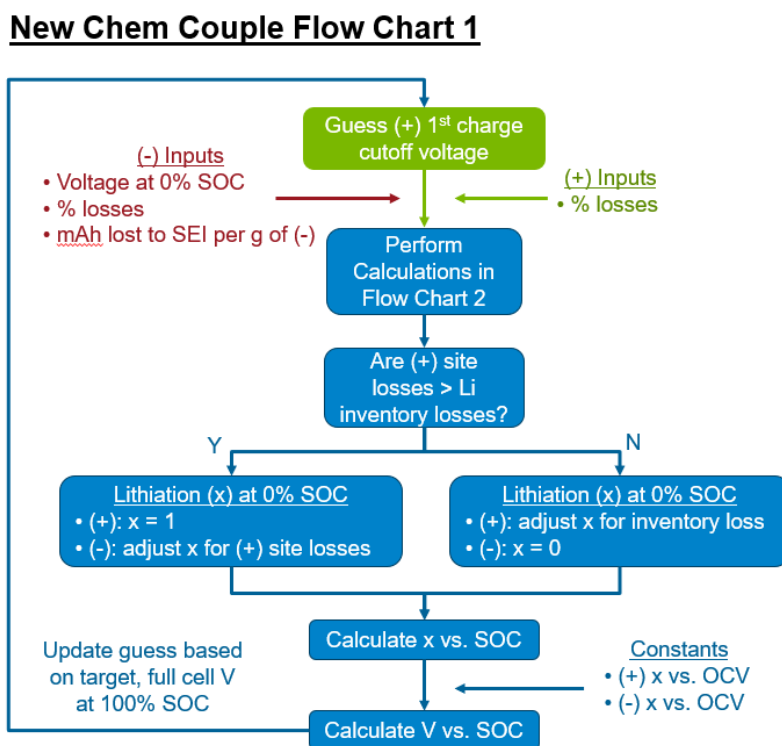 New Chem Couple Flow Chart 1
Guess (+) 1st charge
cutoff voltage
(-) Inputs
• Voltage at 0% SOC
• % losses
• mAh lost to SEI per g of (-)
(+) Inputs
• % losses
Perform
Calculations in
Flow Chart 2
Are (+) site
losses > Li
inventory losses?
Y
N
Lithiation (x) at 0% SOC
• (+): x = 1
• (-): adjust x for (+) site losses
Lithiation (x) at 0% SOC
• (+): adjust x for inventory loss
• (-): x = 0
Calculate x vs. SOC
Update guess based
on target, full cell V
at 100% SOC
Constants
• (+) x vs. OCV
• (-) x vs. OCV
Calculate V vs. SOC